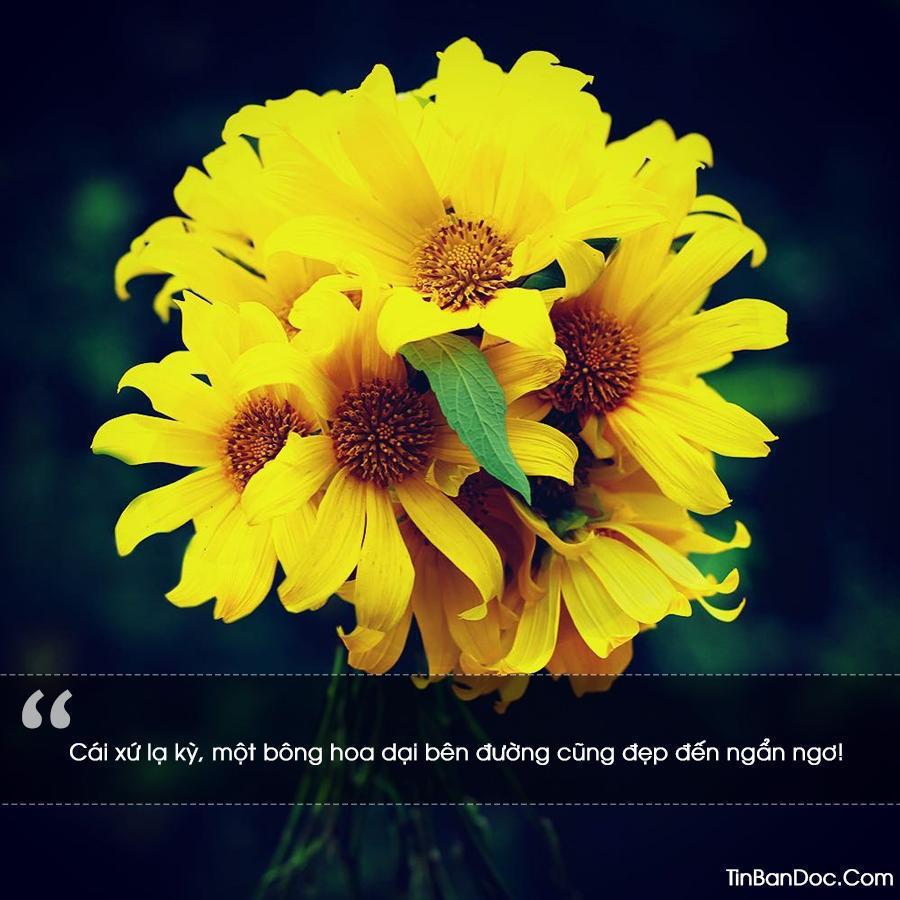 “
Cái xứ lạ kỳ, một bông hoa dại bên đường cũng đẹp đến ngẩn ngơ!
TinBanDoc.Com